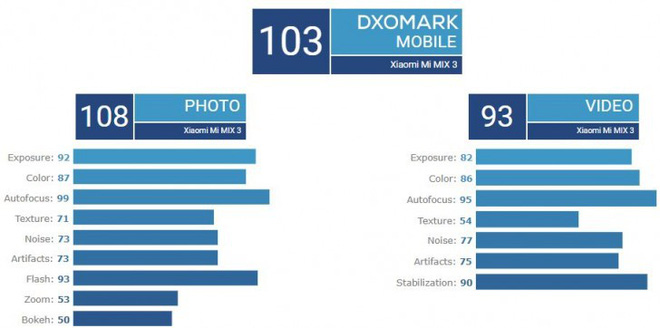 103
DXOMARK
MOBILE
Xiaomi Mi MIX 3
108
PHOTO
Xiaomi Mi MIX 3
Exposure: 92
Color: 87
Autofocus: 99
Texture: 71
Noise: 73
Artifacts: 73
Flash: 93
Zoom: 53
Bokeh: 50
93
VIDEO
Xiaomi Mi MIX 3
Exposure: 82
Color: 86
Autofocus: 95
Texture: 54
Noise: 77
Artifacts: 75
Stabilization: 90